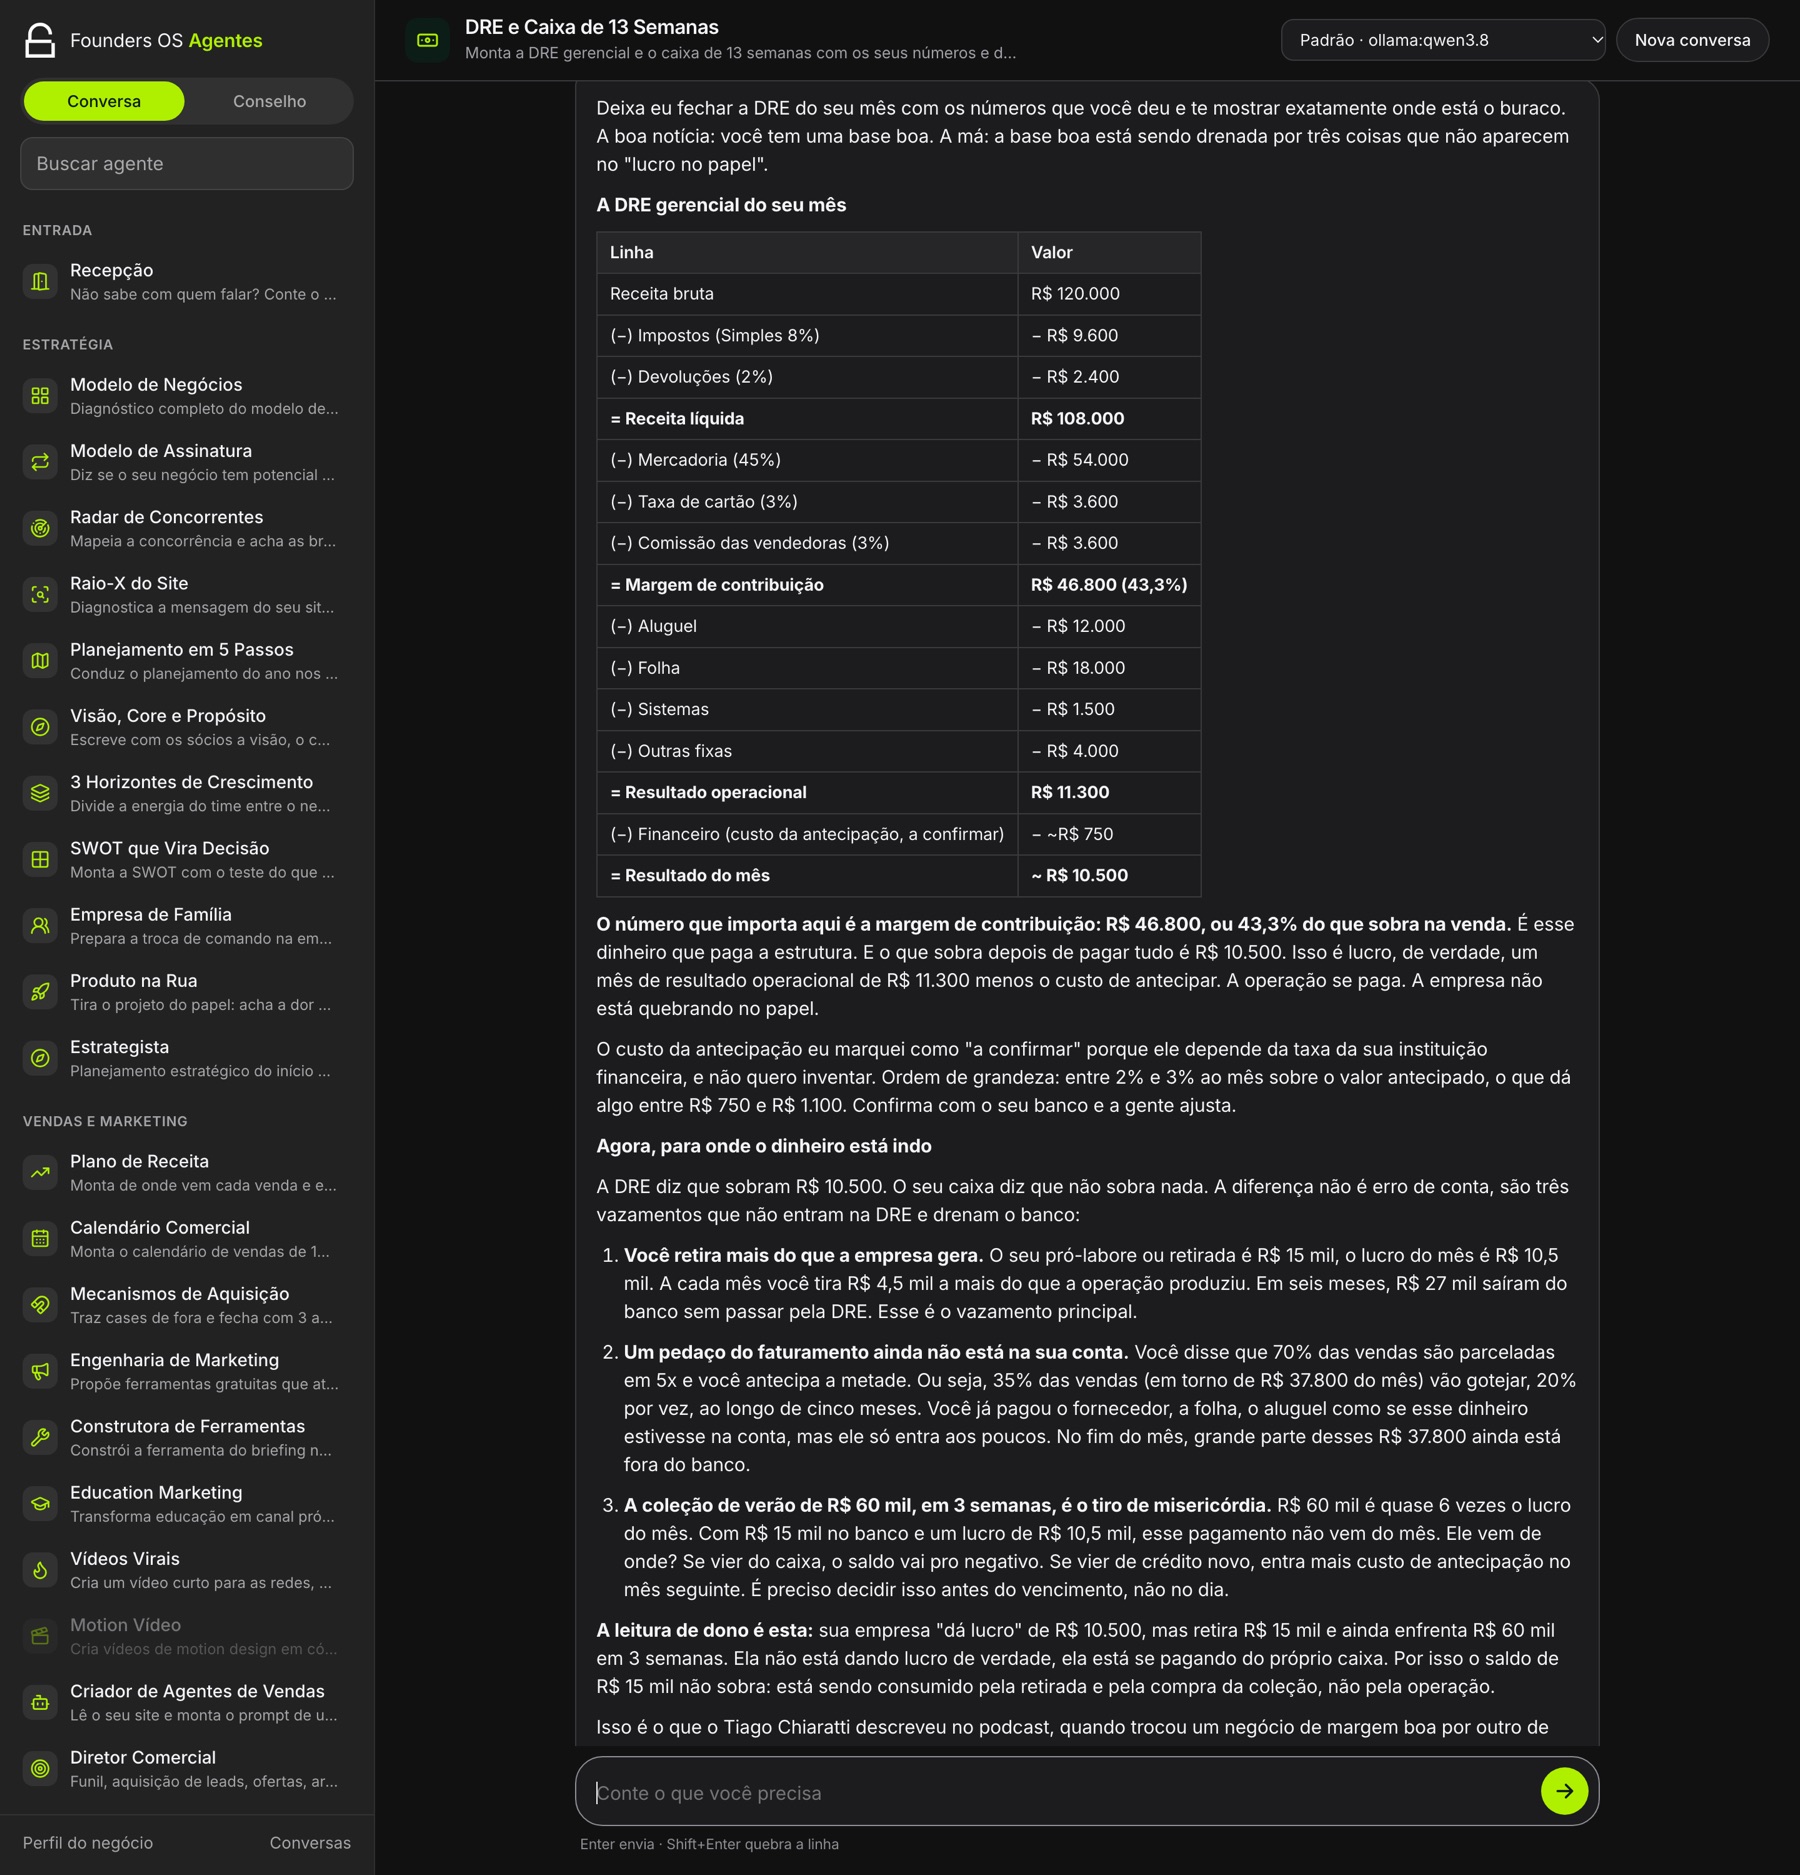 Founders OS Agentes
Conversa
Conselho
Buscar agente
ENTRADA
Recepção
Não sabe com quem falar? Conte o ...
ESTRATÉGIA
Modelo de Negócios
Diagnóstico completo do modelo de...
Modelo de Assinatura
Diz se o seu negócio tem potencial ...
Radar de Concorrentes
Mapeia a concorrência e acha as br...
Raio-X do Site
Diagnostica a mensagem do seu sit...
Planejamento em 5 Passos
Conduz o planejamento do ano nos ...
Visão, Core e Propósito
Escreve com os sócios a visão, o c...
3 Horizontes de Crescimento
Divide a energia do time entre o ne...
SWOT que Vira Decisão
Monta a SWOT com o teste do que ...
Empresa de Família
Prepara a troca de comando na em...
Produto na Rua
Tira o projeto do papel: acha a dor ...
Estrategista
Planejamento estratégico do início ...
VENDAS E MARKETING
Plano de Receita
Monta de onde vem cada venda e e...
Calendário Comercial
Monta o calendário de vendas de 1...
Mecanismos de Aquisição
Traz cases de fora e fecha com 3 a...
Engenharia de Marketing
Propõe ferramentas gratuitas que at...
Construtora de Ferramentas
Constrói a ferramenta do briefing n...
Education Marketing
Transforma educação em canal pró...
Vídeos Virais
Cria um vídeo curto para as redes, ...
Motion Vídeo
Cria vídeos de motion design em có...
Criador de Agentes de Vendas
Lê o seu site e monta o prompt de u...
Diretor Comercial
Funil, aquisição de leads, ofertas, ar...
Perfil do negócio
Conversas
DRE e Caixa de 13 Semanas
Monta a DRE gerencial e o caixa de 13 semanas com os seus números e d...
Padrão · ollama:qwen3.8
Nova conversa
Deixa eu fechar a DRE do seu mês com os números que você deu e te mostrar exatamente onde está o buraco.
A boa notícia: você tem uma base boa. A má: a base boa está sendo drenada por três coisas que não aparecem
no "lucro no papel".
A DRE gerencial do seu mês
Linha Valor
Receita bruta R$ 120.000
(−) Impostos (Simples 8%) − R$ 9.600
(−) Devoluções (2%) − R$ 2.400
= Receita líquida R$ 108.000
(−) Mercadoria (45%) − R$ 54.000
(−) Taxa de cartão (3%) − R$ 3.600
(−) Comissão das vendedoras (3%) − R$ 3.600
= Margem de contribuição R$ 46.800 (43,3%)
(−) Aluguel − R$ 12.000
(−) Folha − R$ 18.000
(−) Sistemas − R$ 1.500
(−) Outras fixas − R$ 4.000
= Resultado operacional R$ 11.300
(−) Financeiro (custo da antecipação, a confirmar) − ~R$ 750
= Resultado do mês ~ R$ 10.500
O número que importa aqui é a margem de contribuição: R$ 46.800, ou 43,3% do que sobra na venda. É esse
dinheiro que paga a estrutura. E o que sobra depois de pagar tudo é R$ 10.500. Isso é lucro, de verdade, um
mês de resultado operacional de R$ 11.300 menos o custo de antecipar. A operação se paga. A empresa não
está quebrando no papel.
O custo da antecipação eu marquei como "a confirmar" porque ele depende da taxa da sua instituição
financeira, e não quero inventar. Ordem de grandeza: entre 2% e 3% ao mês sobre o valor antecipado, o que dá
algo entre R$ 750 e R$ 1.100. Confirma com o seu banco e a gente ajusta.
Agora, para onde o dinheiro está indo
A DRE diz que sobram R$ 10.500. O seu caixa diz que não sobra nada. A diferença não é erro de conta, são três
vazamentos que não entram na DRE e drenam o banco:
1. Você retira mais do que a empresa gera. O seu pró-labore ou retirada é R$ 15 mil, o lucro do mês é R$ 10,5
mil. A cada mês você tira R$ 4,5 mil a mais do que a operação produziu. Em seis meses, R$ 27 mil saíram do
banco sem passar pela DRE. Esse é o vazamento principal.
2. Um pedaço do faturamento ainda não está na sua conta. Você disse que 70% das vendas são parceladas
em 5x e você antecipa a metade. Ou seja, 35% das vendas (em torno de R$ 37.800 do mês) vão gotejar, 20%
por vez, ao longo de cinco meses. Você já pagou o fornecedor, a folha, o aluguel como se esse dinheiro
estivesse na conta, mas ele só entra aos poucos. No fim do mês, grande parte desses R$ 37.800 ainda está
fora do banco.
3. A coleção de verão de R$ 60 mil, em 3 semanas, é o tiro de misericórdia. R$ 60 mil é quase 6 vezes o lucro
do mês. Com R$ 15 mil no banco e um lucro de R$ 10,5 mil, esse pagamento não vem do mês. Ele vem de
onde? Se vier do caixa, o saldo vai pro negativo. Se vier de crédito novo, entra mais custo de antecipação no
mês seguinte. É preciso decidir isso antes do vencimento, não no dia.
A leitura de dono é esta: sua empresa "dá lucro" de R$ 10.500, mas retira R$ 15 mil e ainda enfrenta R$ 60 mil
em 3 semanas. Ela não está dando lucro de verdade, ela está se pagando do próprio caixa. Por isso o saldo de
R$ 15 mil não sobra: está sendo consumido pela retirada e pela compra da coleção, não pela operação.
Isso é o que o Tiago Chiaratti descreveu no podcast, quando trocou um negócio de margem boa por outro de
Conte o que você precisa
Enter envia · Shift+Enter quebra a linha